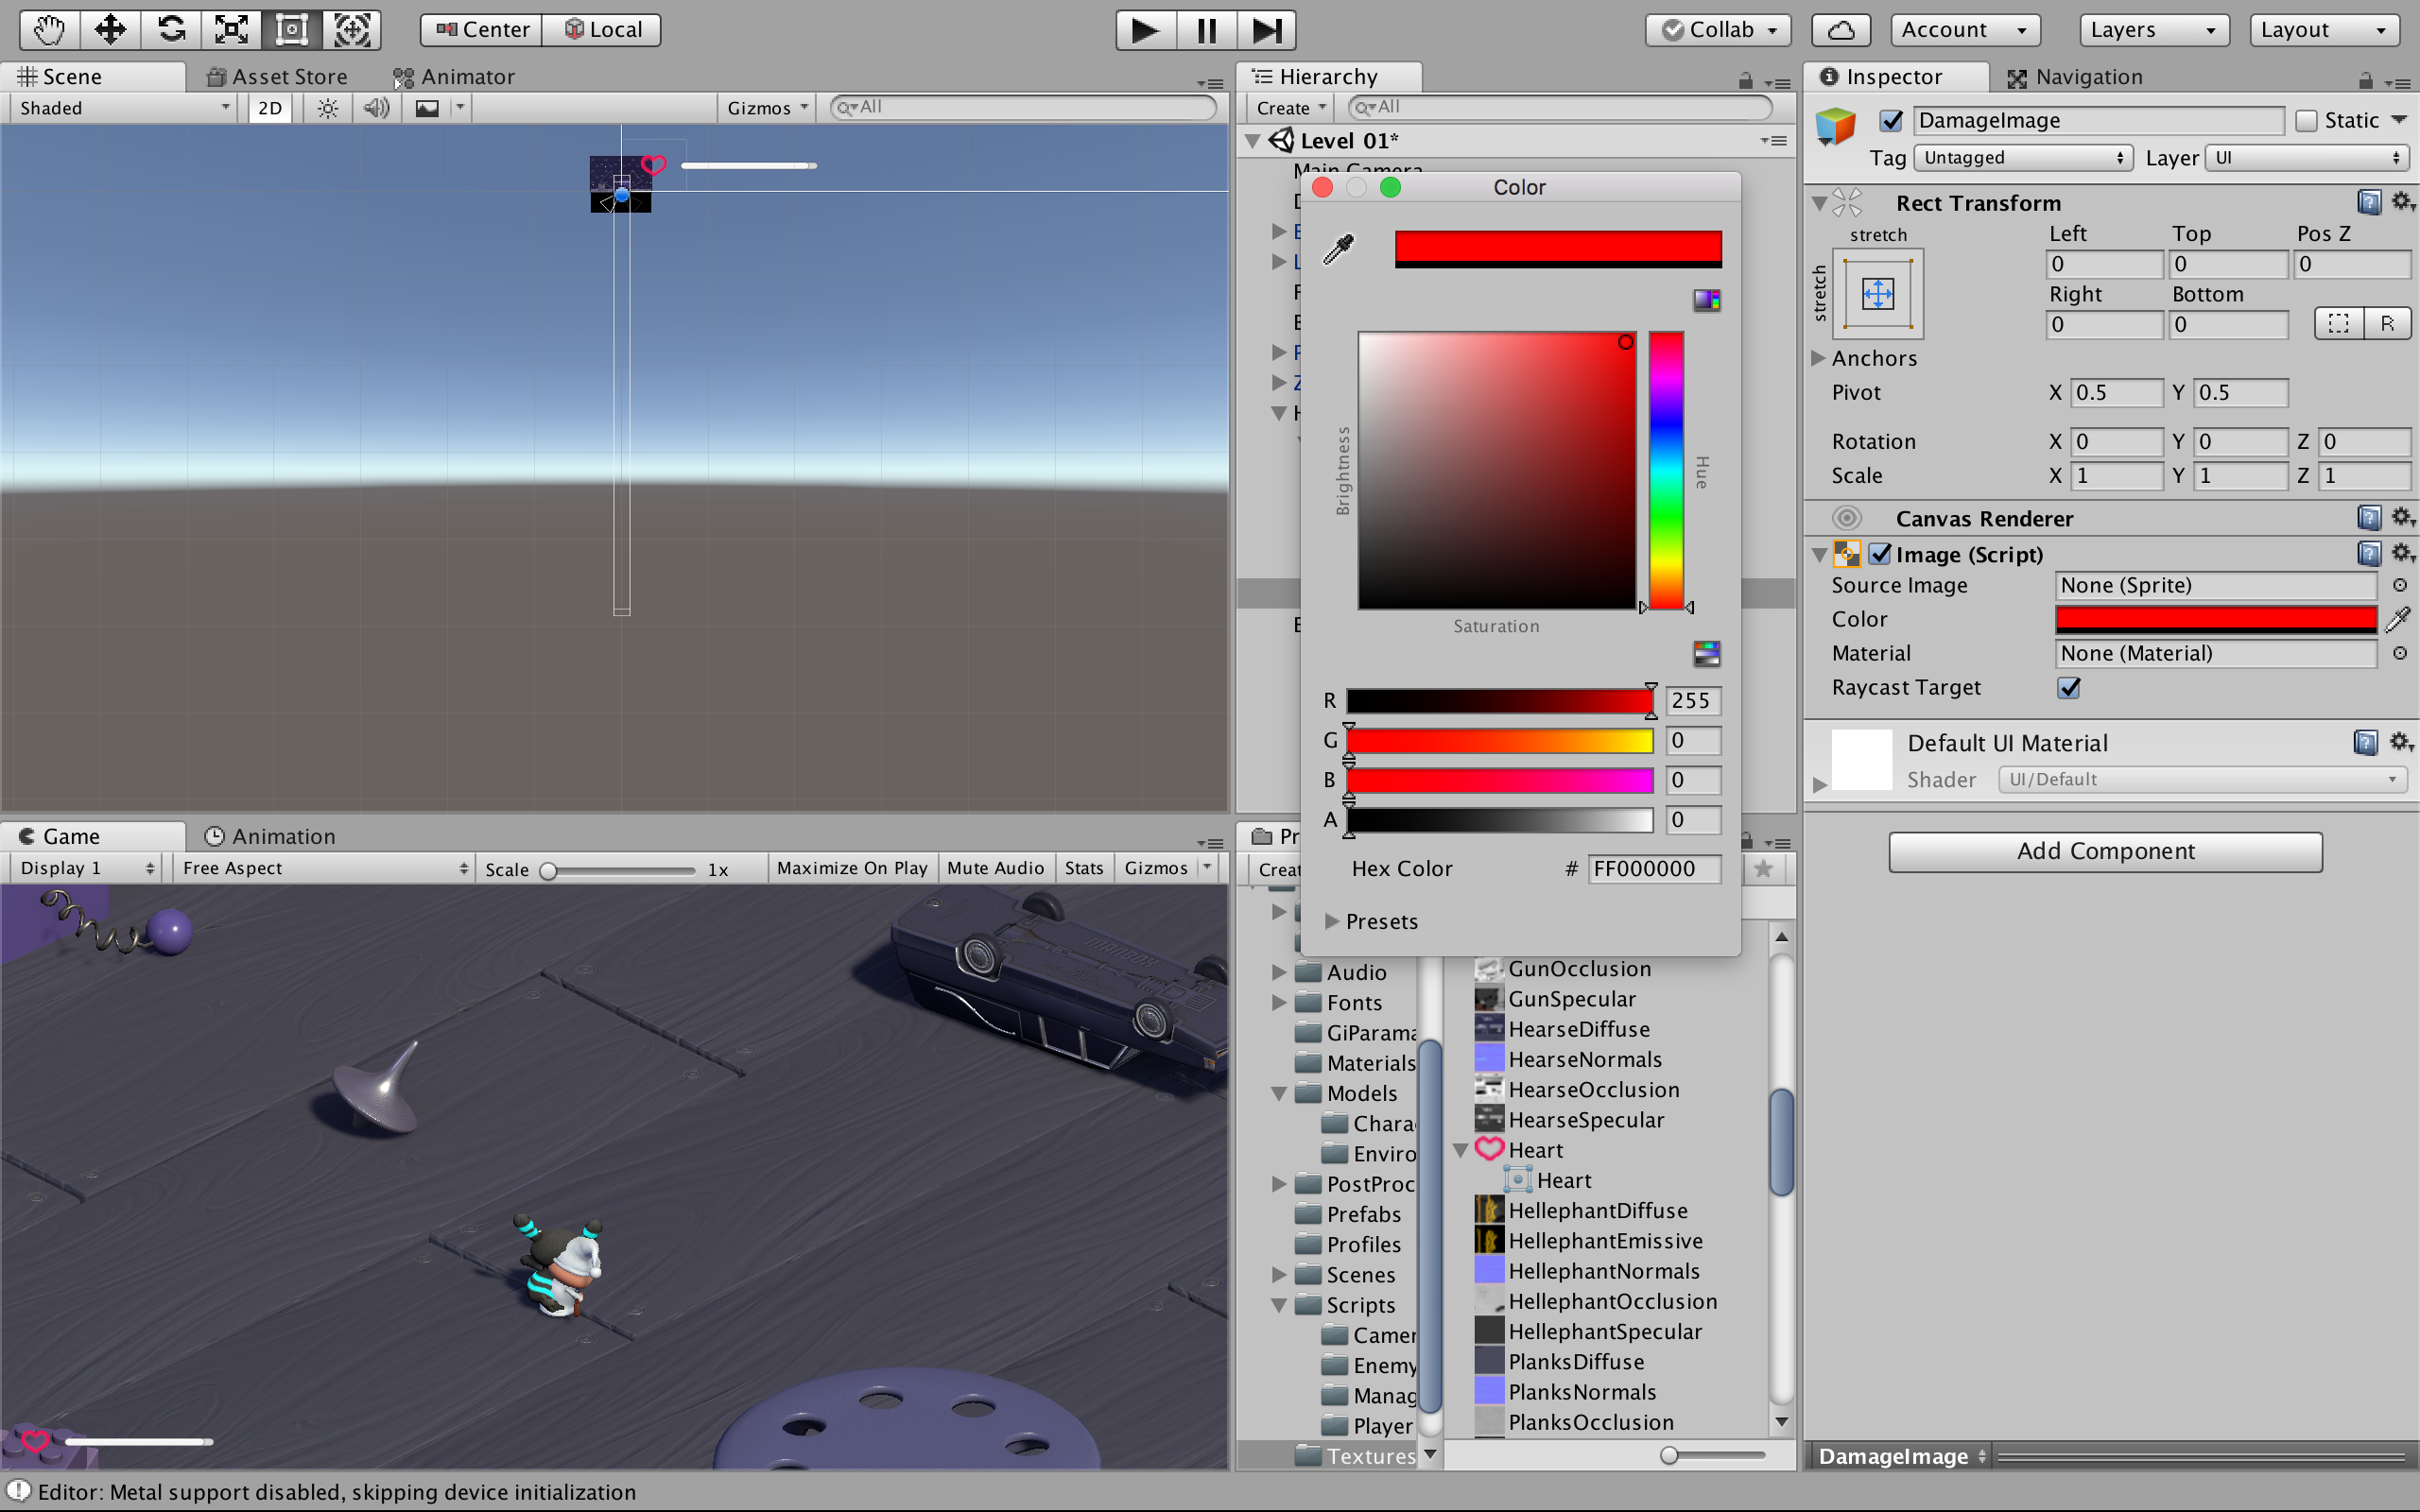 Center Local Collab Account Layers Layout
Scene Asset Store Animator
Shaded 2D Gizmos All
Hierarchy
Create All
Level 01*
Main Camera
Color
Brightness
Hue
Saturation
R 255
G 0
B 0
A 0
Hex Color # FF000000
Presets
Inspector Navigation
DamageImage Static
Tag Untagged Layer UI
Rect Transform
stretch
stretch
Left Top Pos Z
0 0 0
Right Bottom
0 0 R
Anchors
Pivot X 0.5 Y 0.5
Rotation X 0 Y 0 Z 0
Scale X 1 Y 1 Z 1
Canvas Renderer
Image (Script)
Source Image None (Sprite)
Color
Material None (Material)
Raycast Target
Default UI Material
Shader UI/Default
Add Component
DamageImage
Game Animation
Display 1 Free Aspect Scale 1x Maximize On Play Mute Audio Stats Gizmos
Pr
Creat
Audio
Fonts
GiParama
Materials
Models
Chara
Enviro
PostProc
Prefabs
Profiles
Scenes
Scripts
Camer
Enemy
Manag
Player
Textures
GunOcclusion
GunSpecular
HearseDiffuse
HearseNormals
HearseOcclusion
HearseSpecular
Heart
Heart
HellephantDiffuse
HellephantEmissive
HellephantNormals
HellephantOcclusion
HellephantSpecular
PlanksDiffuse
PlanksNormals
PlanksOcclusion
Editor: Metal support disabled, skipping device initialization